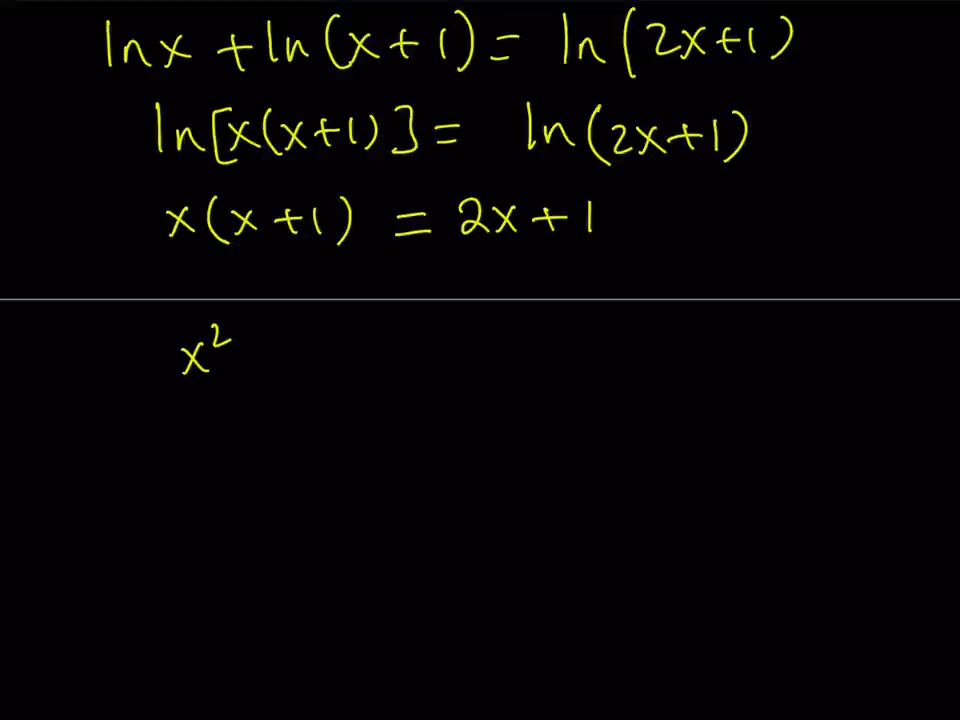 ln x + ln(x+1) = ln(2x+1)
ln[x(x+1)] = ln(2x+1)
x(x+1) = 2x+1
x²